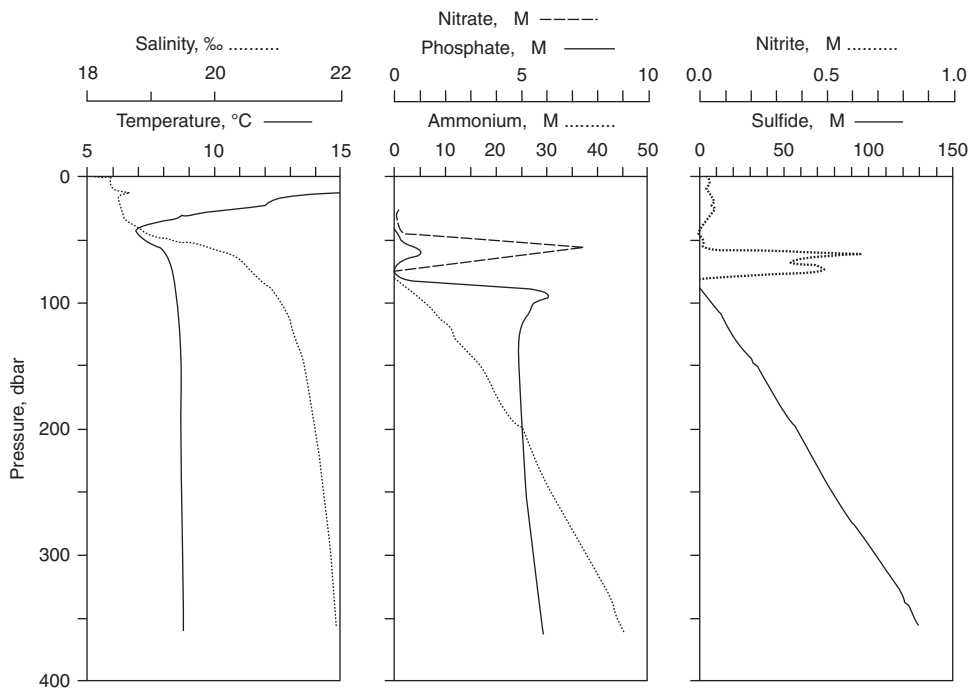 Nitrate, M
Salinity, ‰
Phosphate, M
Nitrite, M
18 20 22
0 5 10
0.0 0.5 1.0
Temperature, °C
Ammonium, M
Sulfide, M
5 10 15
0 10 20 30 40 50
0 50 100 150
0
100
200
300
400
Pressure, dbar